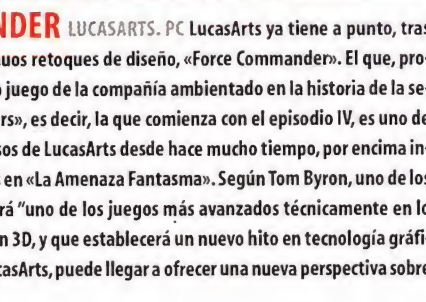 NDER LUCASARTS. PC LucasArts ya tiene a punto, tras
uos retoques de diseño, «Force Commander». El que, pro-
o juego de la compañía ambientado en la historia de la se-
rs», es decir, la que comienza con el episodio IV, es uno de
sos de LucasArts desde hace mucho tiempo, por encima in-
s en «La Amenaza Fantasma». Según Tom Byron, uno de los
rá "uno de los juegos más avanzados técnicamente en lo
n 3D, y que establecerá un nuevo hito en tecnología gráfi-
casArts, puede llegar a ofrecer una nueva perspectiva sobre